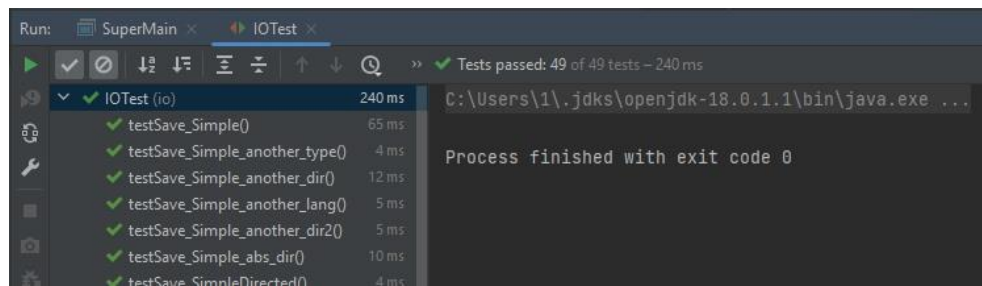 Run: SuperMain × IOTest ×
» Tests passed: 49 of 49 tests – 240 ms
IOTest (io) 240 ms
testSave_Simple() 65 ms
testSave_Simple_another_type() 4 ms
testSave_Simple_another_dir() 12 ms
testSave_Simple_another_lang() 5 ms
testSave_Simple_another_dir2() 5 ms
testSave_Simple_abs_dir() 10 ms
testSave_SimpleDirected() 4 ms
C:\Users\1\.jdks\openjdk-18.0.1.1\bin\java.exe ...
Process finished with exit code 0